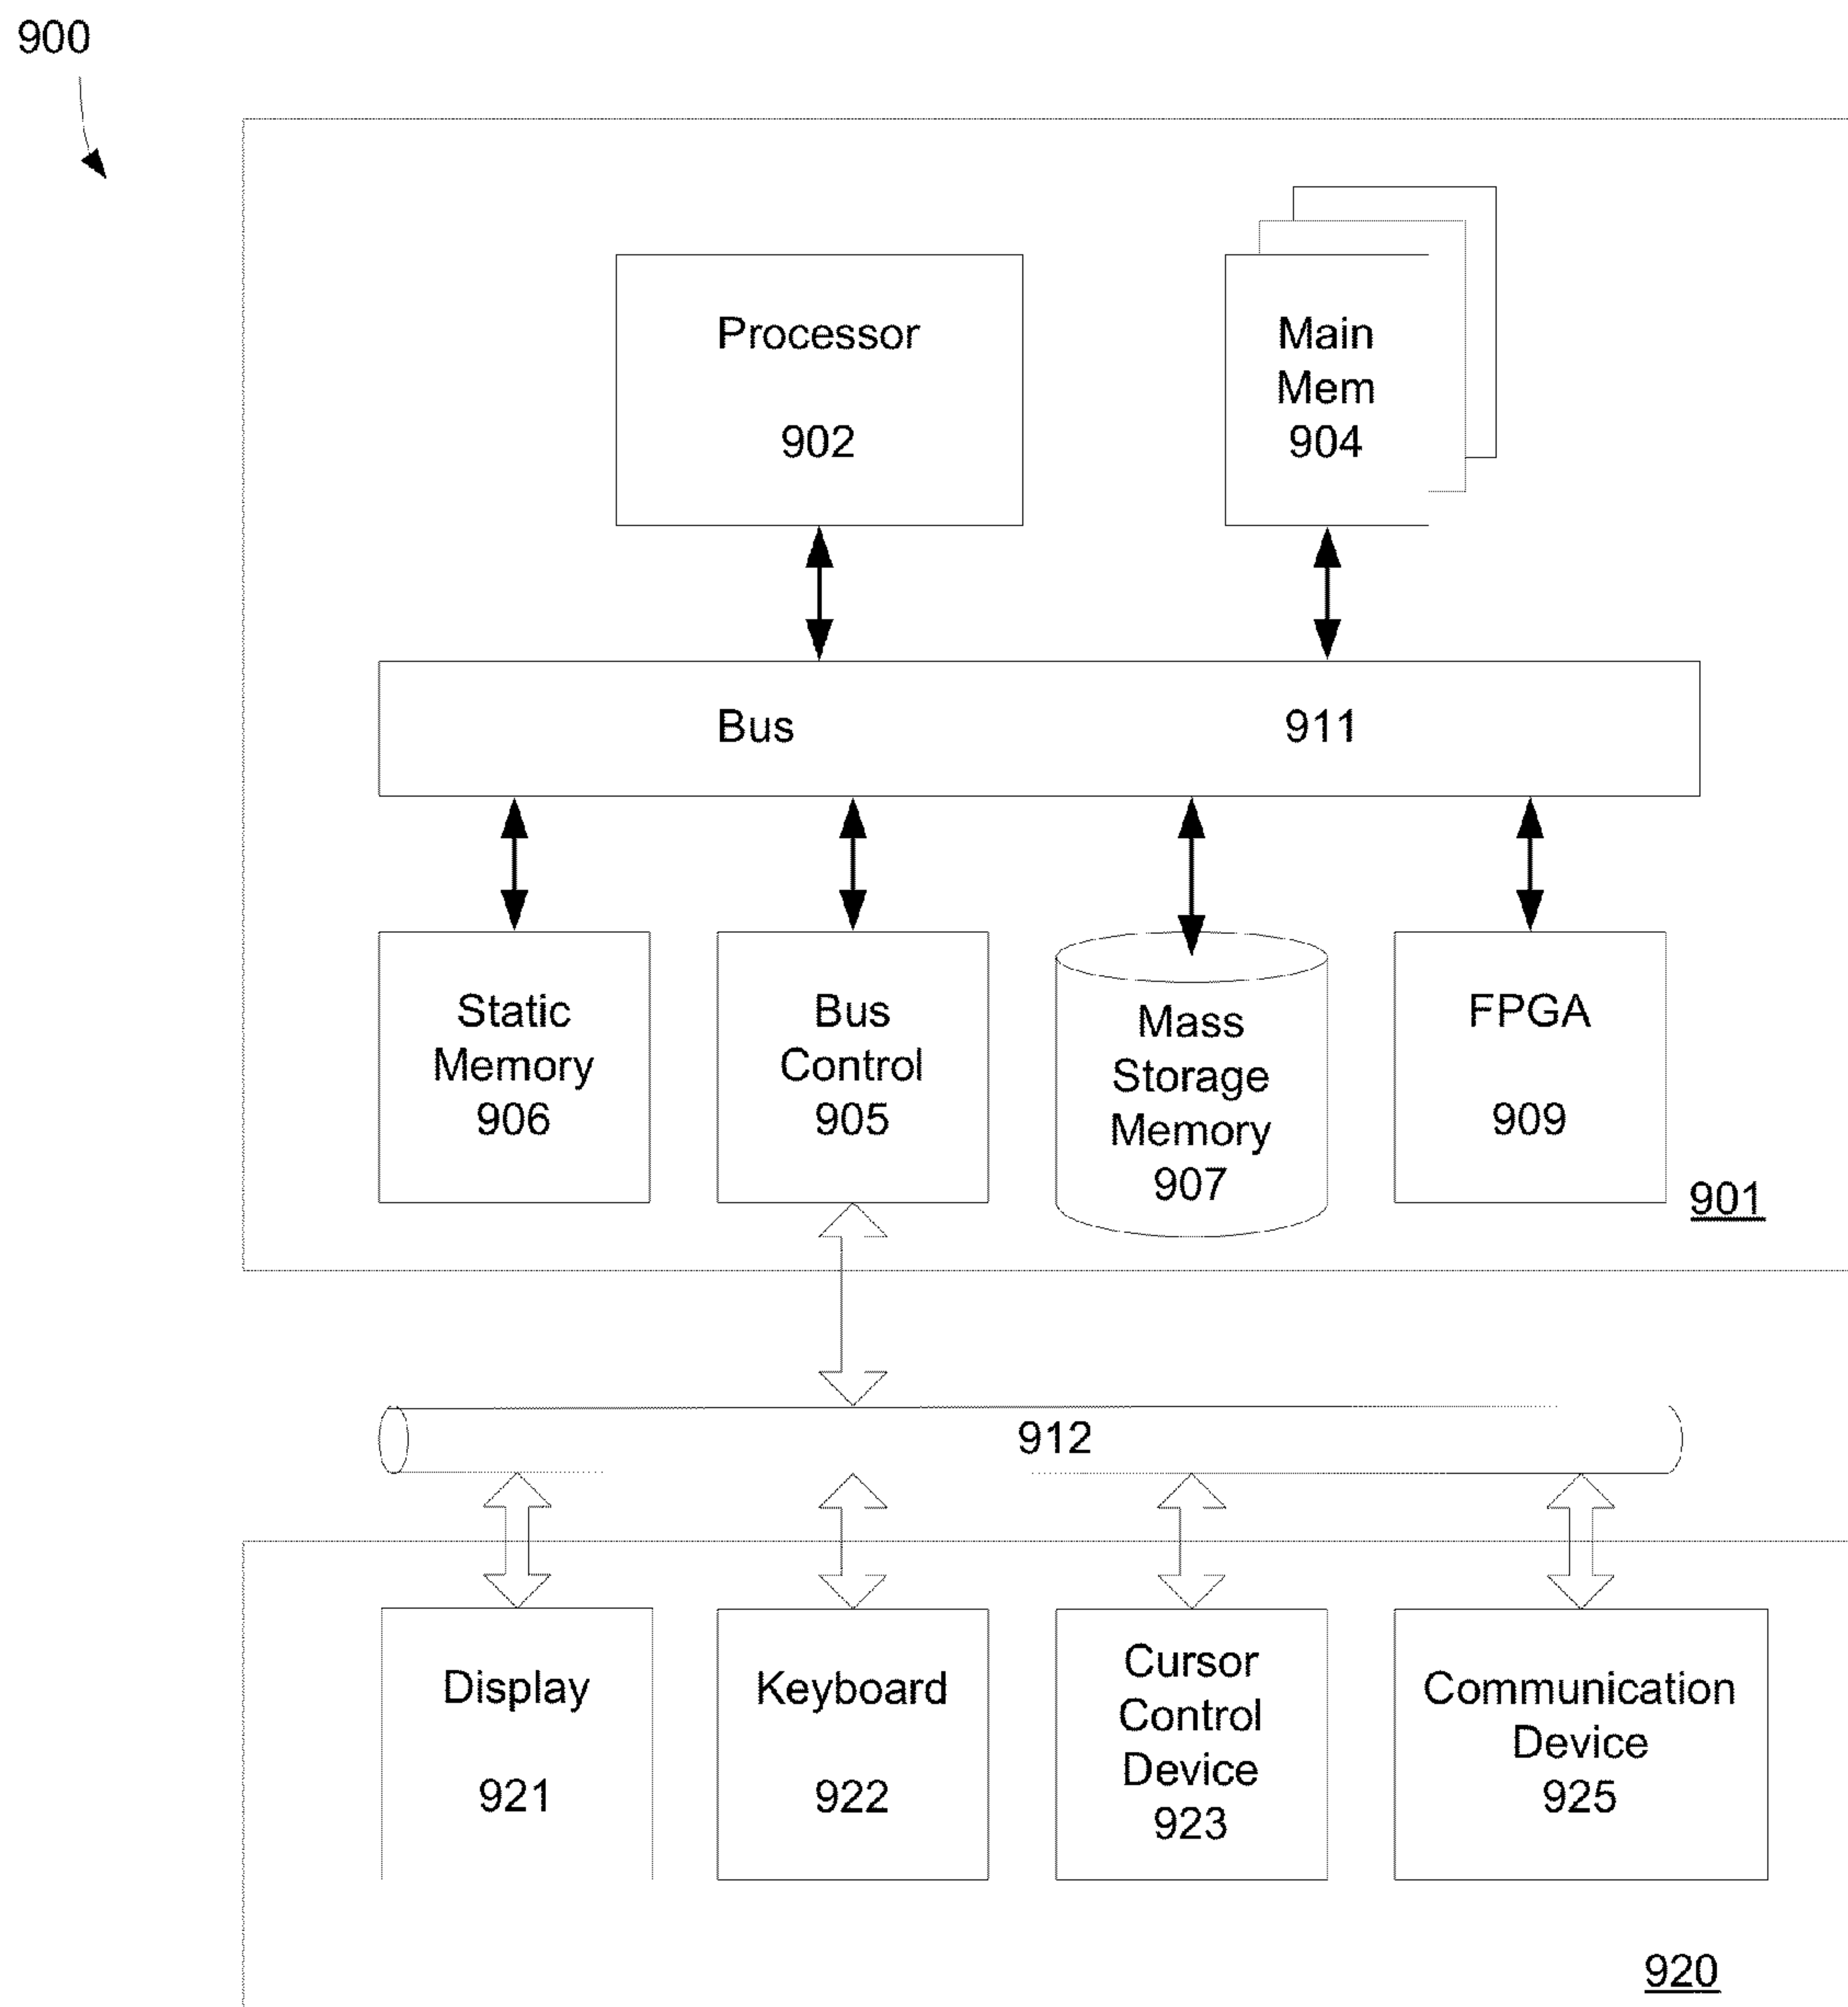 900
Processor
902
Main
Mem
904
Bus 911
Static
Memory
906
Bus
Control
905
Mass
Storage
Memory
907
FPGA
909
901
912
Display
921
Keyboard
922
Cursor
Control
Device
923
Communication
Device
925
920